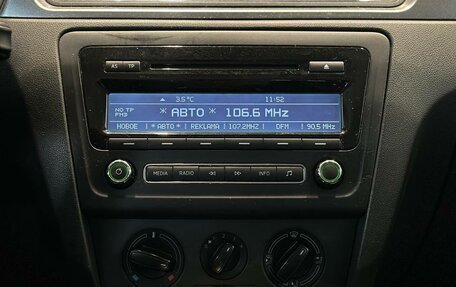 AS TP
▲ 3.5°C 11:52
NO TP
FM3
* АВТО * 106.6 MHz
НОВОЕ | * АВТО * | REKLAMA | 107.2MHZ | DFM | 90.5 MHz
MEDIA RADIO INFO